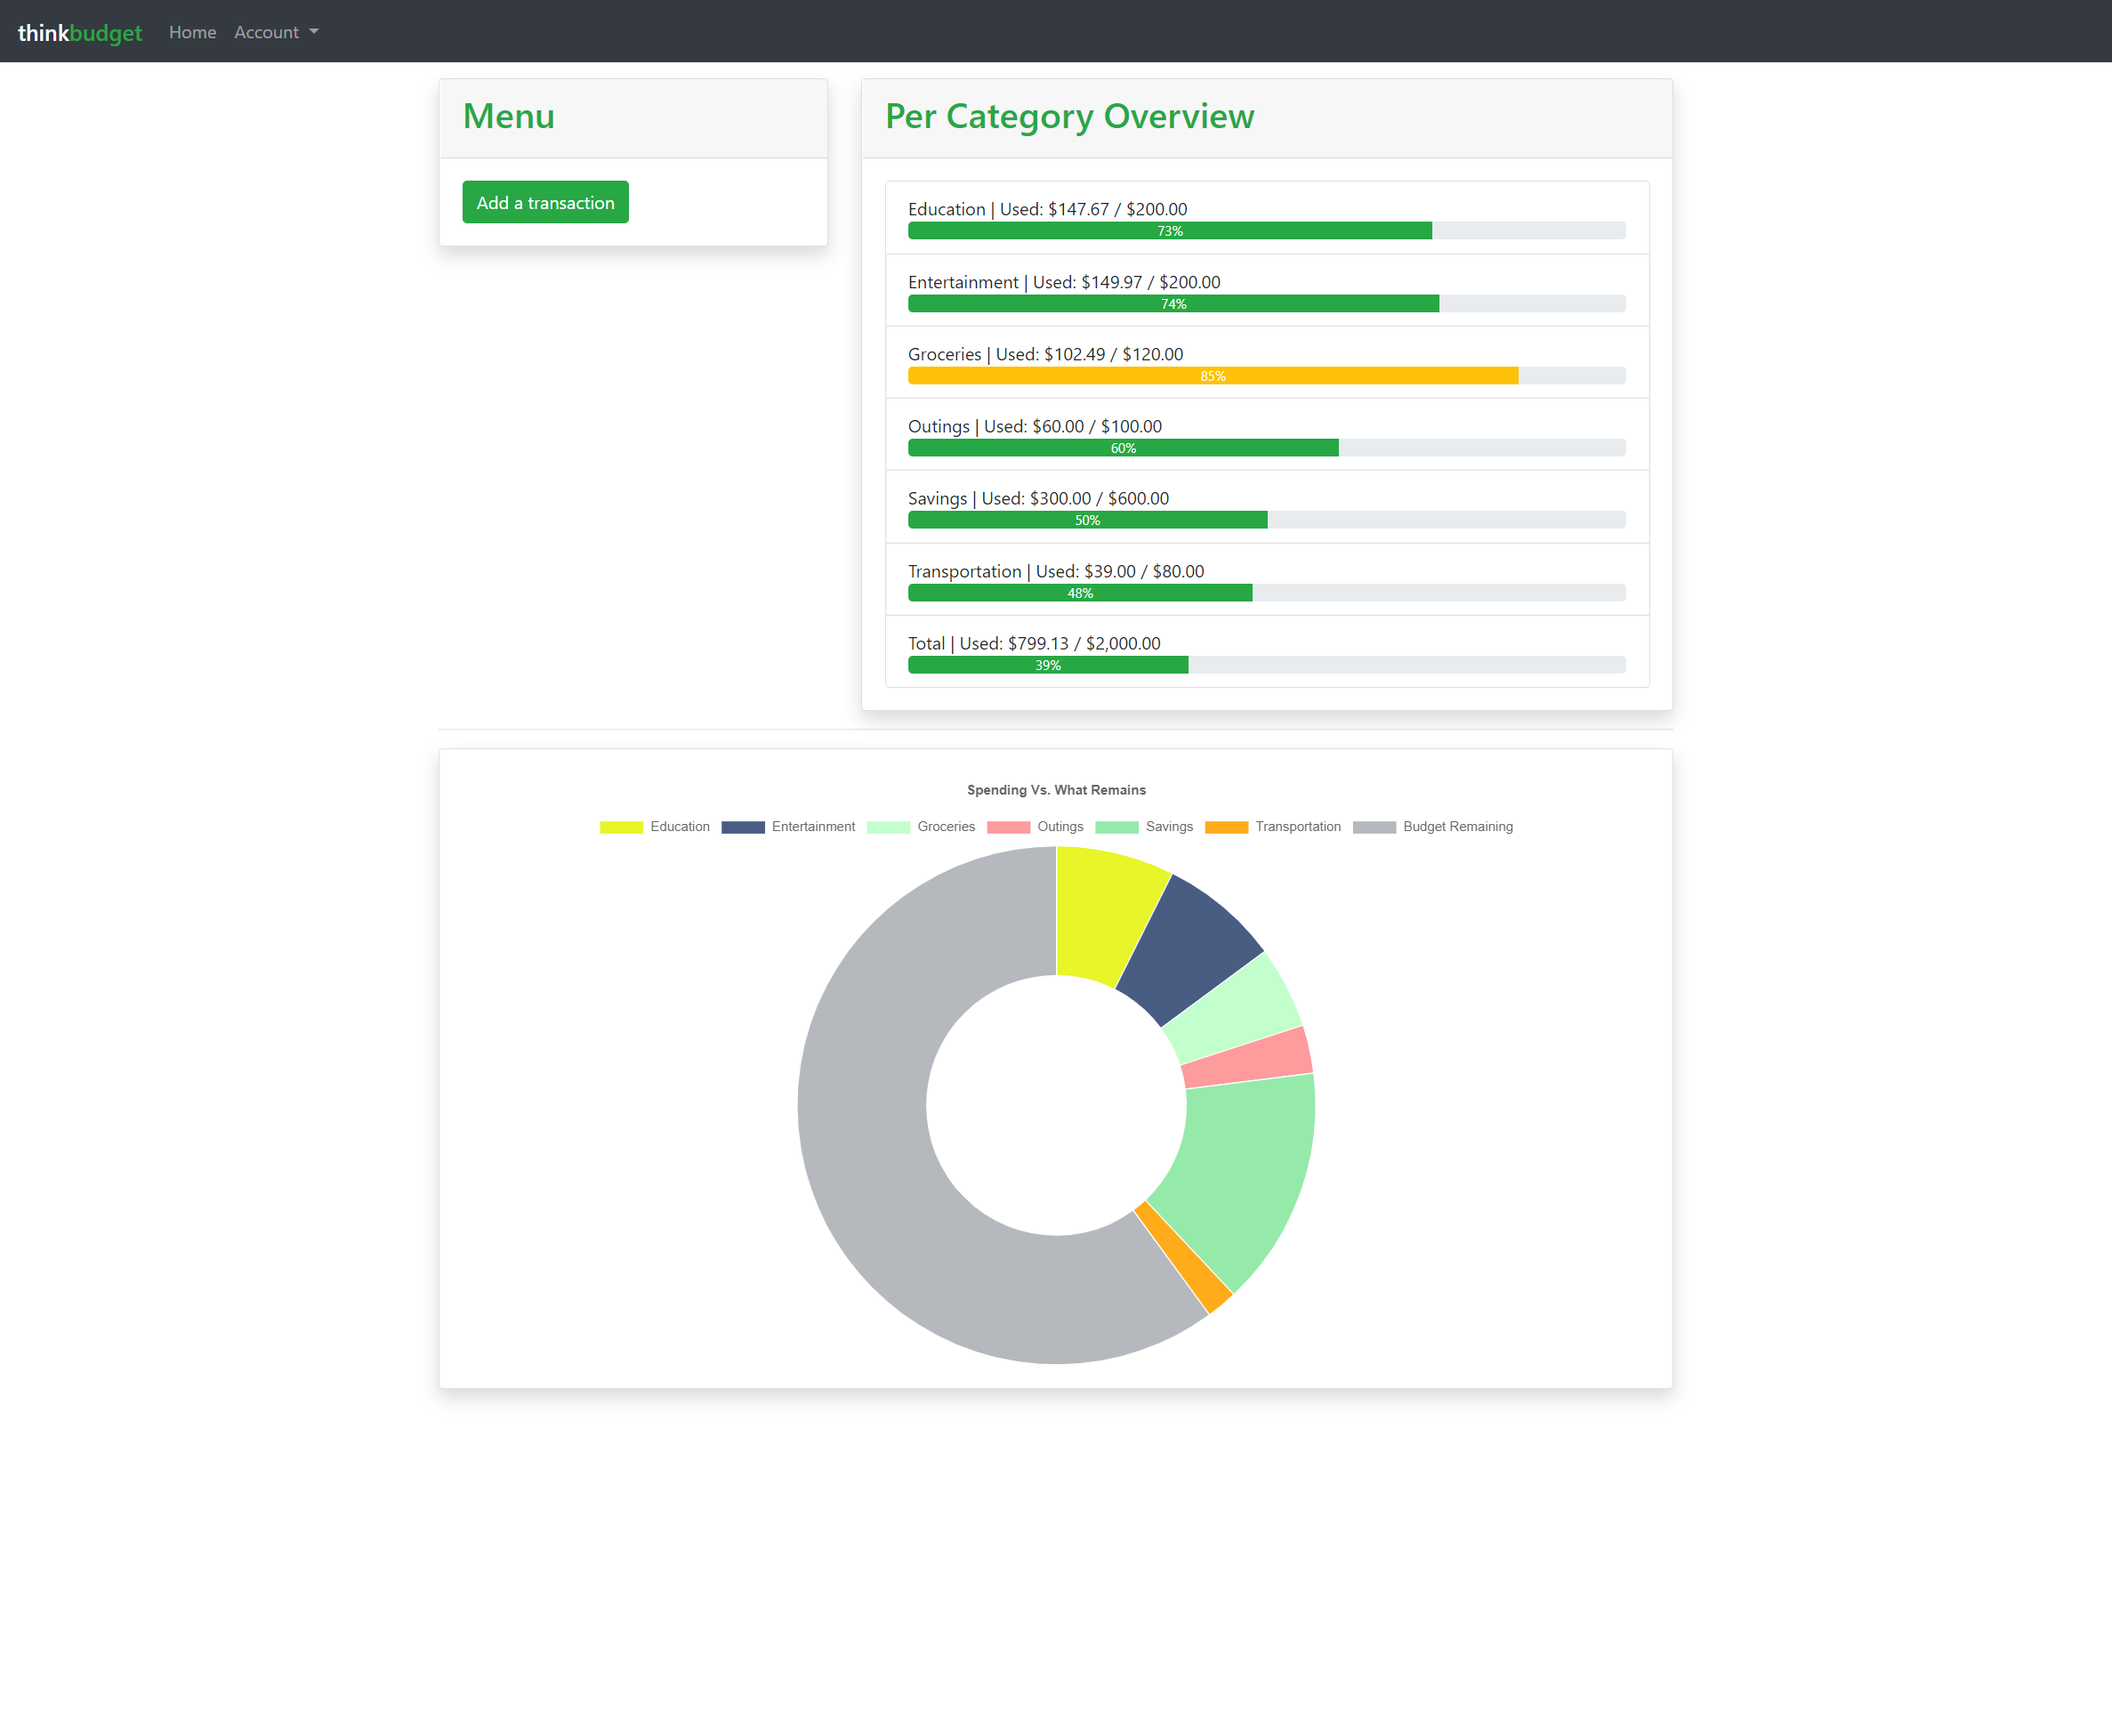 thinkbudget Home Account
Menu
Add a transaction
Per Category Overview
Education | Used: $147.67 / $200.00
73%
Entertainment | Used: $149.97 / $200.00
74%
Groceries | Used: $102.49 / $120.00
85%
Outings | Used: $60.00 / $100.00
60%
Savings | Used: $300.00 / $600.00
50%
Transportation | Used: $39.00 / $80.00
48%
Total | Used: $799.13 / $2,000.00
39%
Spending Vs. What Remains
Education Entertainment Groceries Outings Savings Transportation Budget Remaining